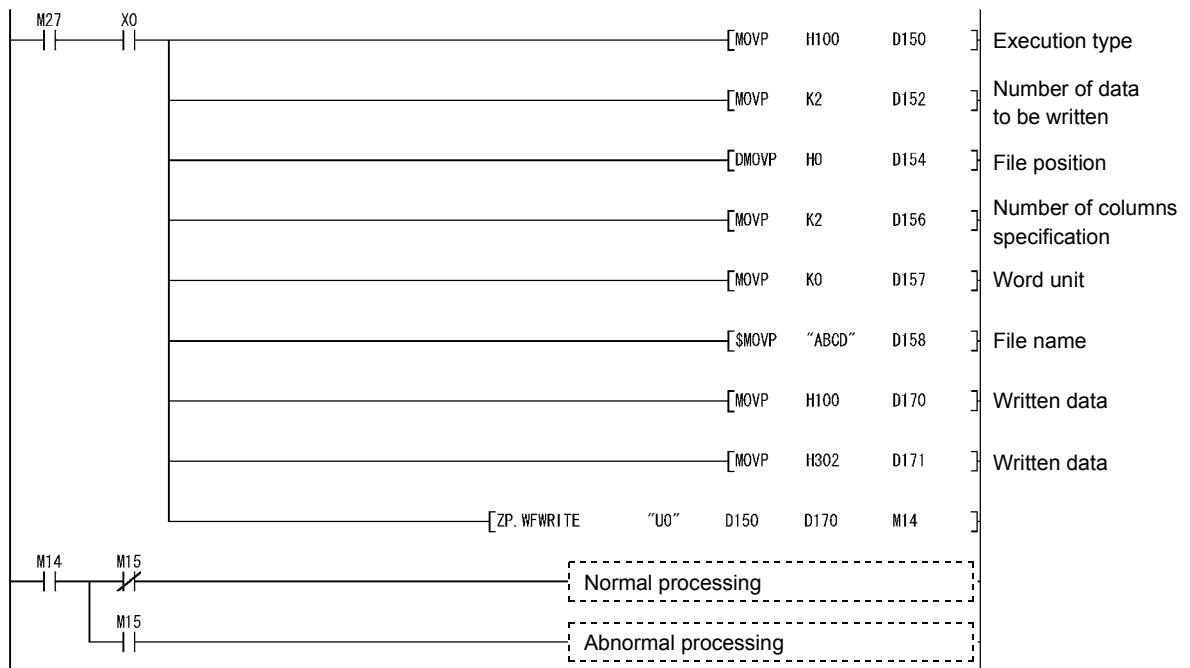 M27 X0
[MOVP H100 D150 ] Execution type
[MOVP K2 D152 ] Number of data
to be written
[DMOVP H0 D154 ] File position
[MOVP K2 D156 ] Number of columns
specification
[MOVP K0 D157 ] Word unit
[$MOVP "ABCD" D158 ] File name
[MOVP H100 D170 ] Written data
[MOVP H302 D171 ] Written data
[ZP.WFWRITE "U0" D150 D170 M14 ]
M14 M15
Normal processing
M15
Abnormal processing